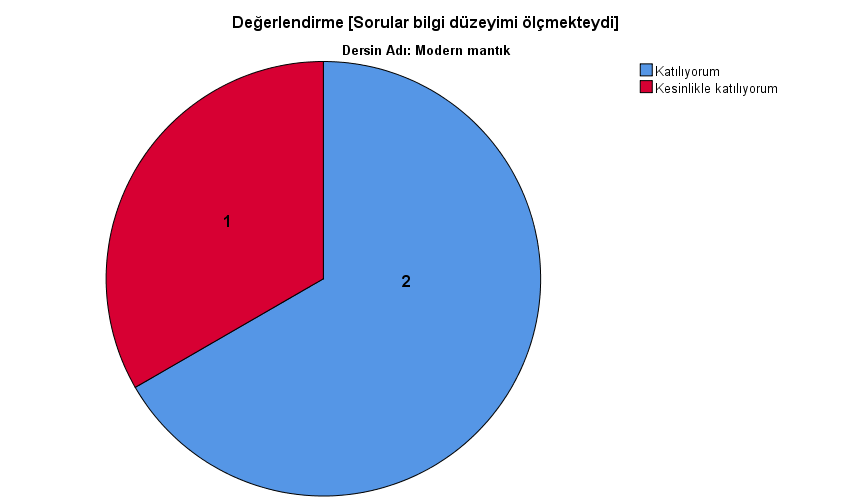 Değerlendirme [Sorular bilgi düzeyimi ölçmekteydi]
Dersin Adı: Modern mantık
Katılıyorum
Kesinlikle katılıyorum
1
2